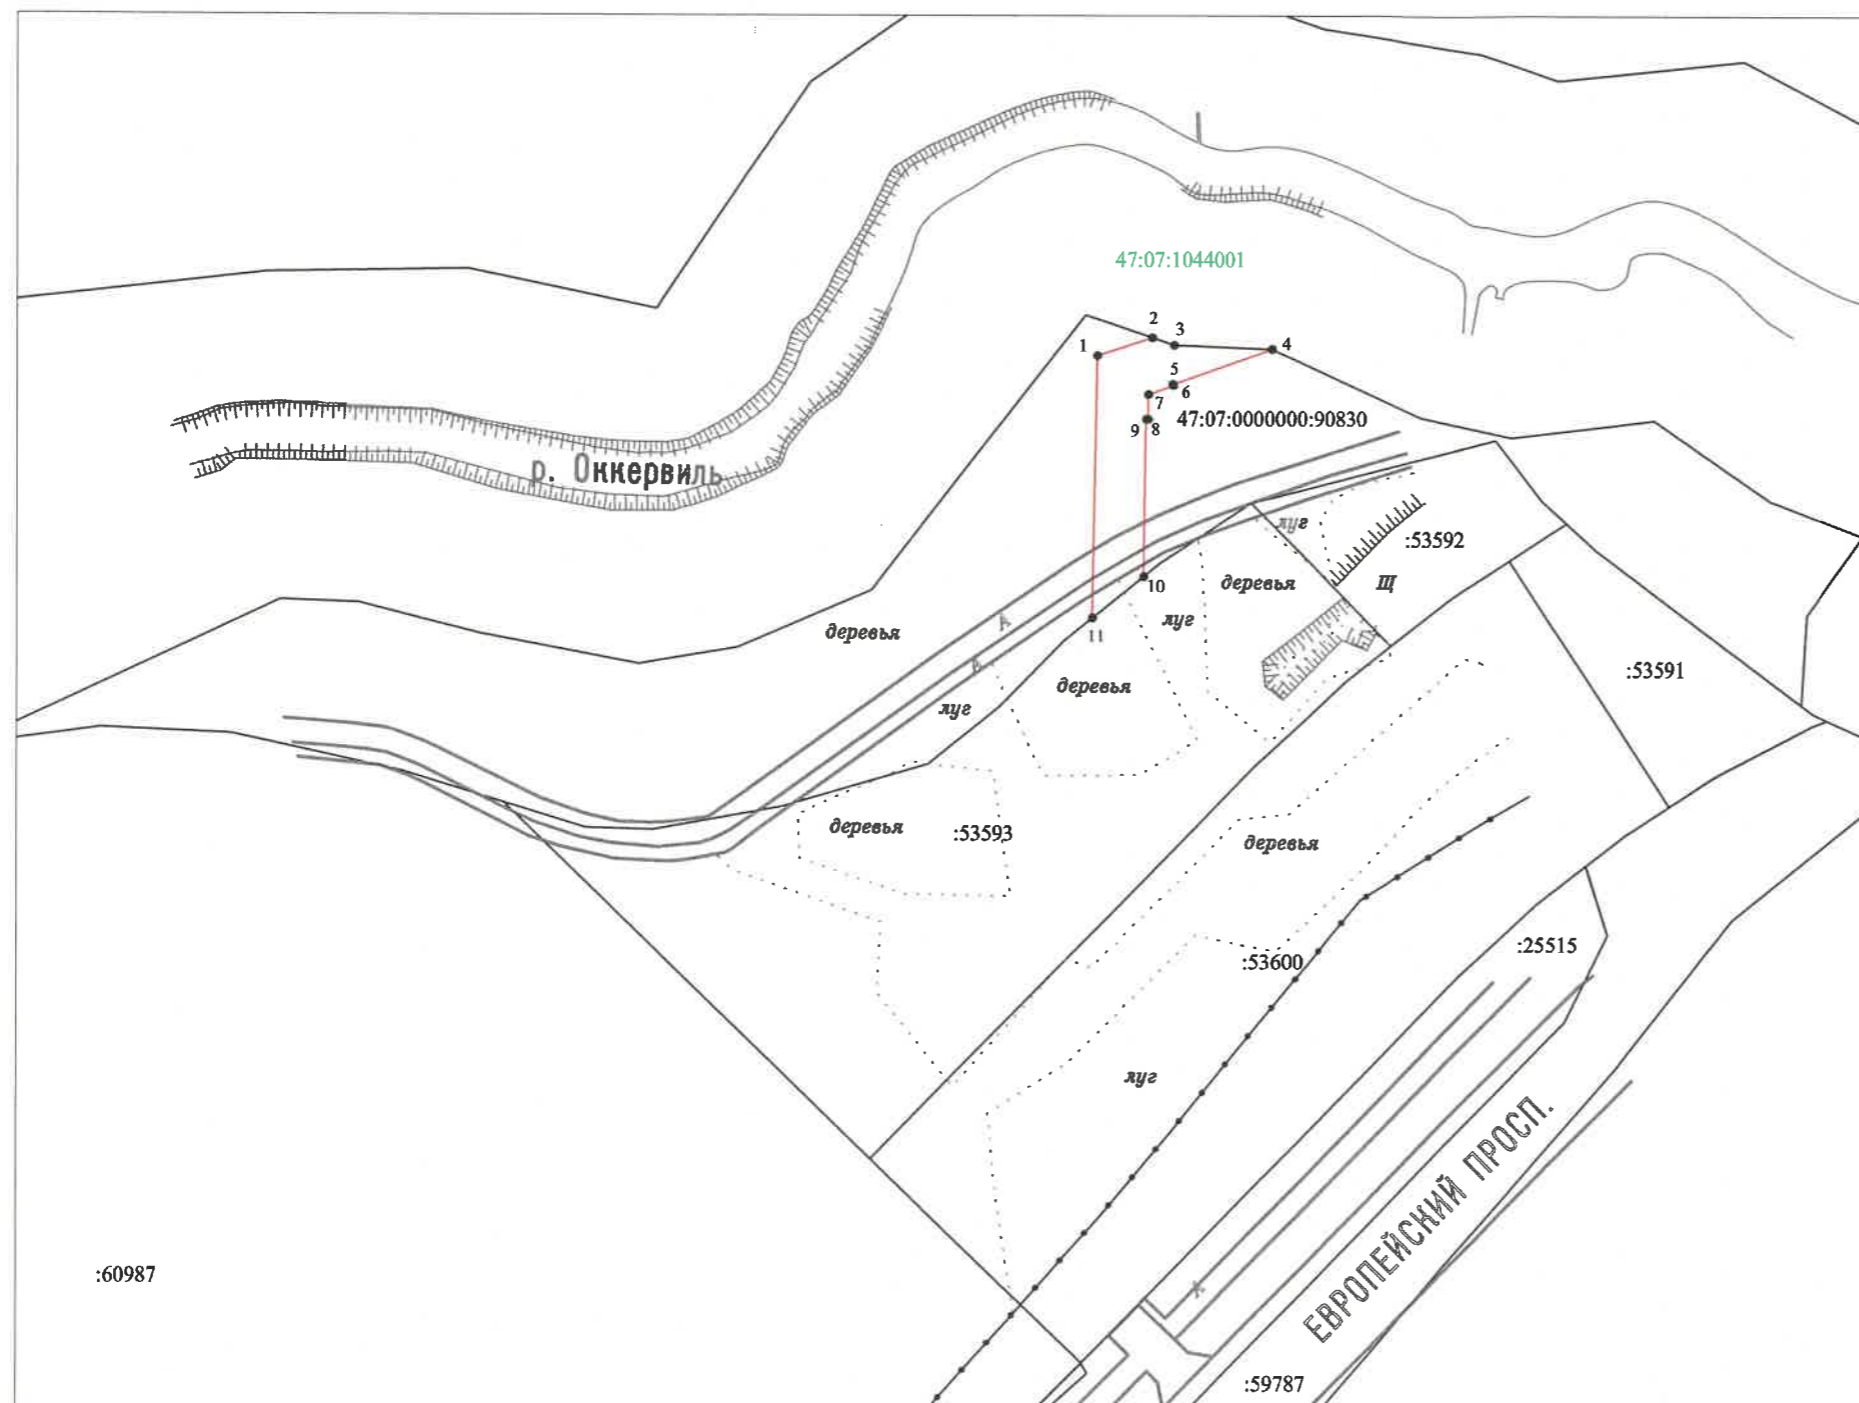 47:07:1044001
2
3
1
4
5
6
7
47:07:0000000:90830
9 8
р. Оккервиль
луг
:53592
деревья
Щ
10
луг
11
деревья
А
А
:53591
деревья
луг
деревья
:53593
деревья
:25515
:53600
луг
ЕВРОПЕЙСКИЙ ПРОСП.
:60987
А
:59787